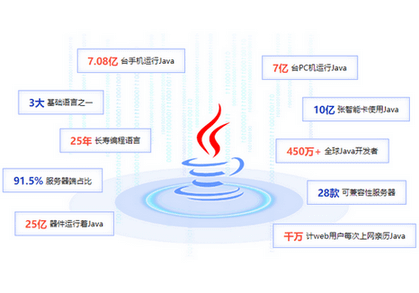 7.08亿 台手机运行Java
7亿 台PC机运行Java
3大 基础语言之一
10亿 张智能卡使用Java
25年 长寿编程语言
450万+ 全球Java开发者
91.5% 服务器端占比
28款 可兼容性服务器
25亿 器件运行着Java
千万 计web用户每次上网亲历Java